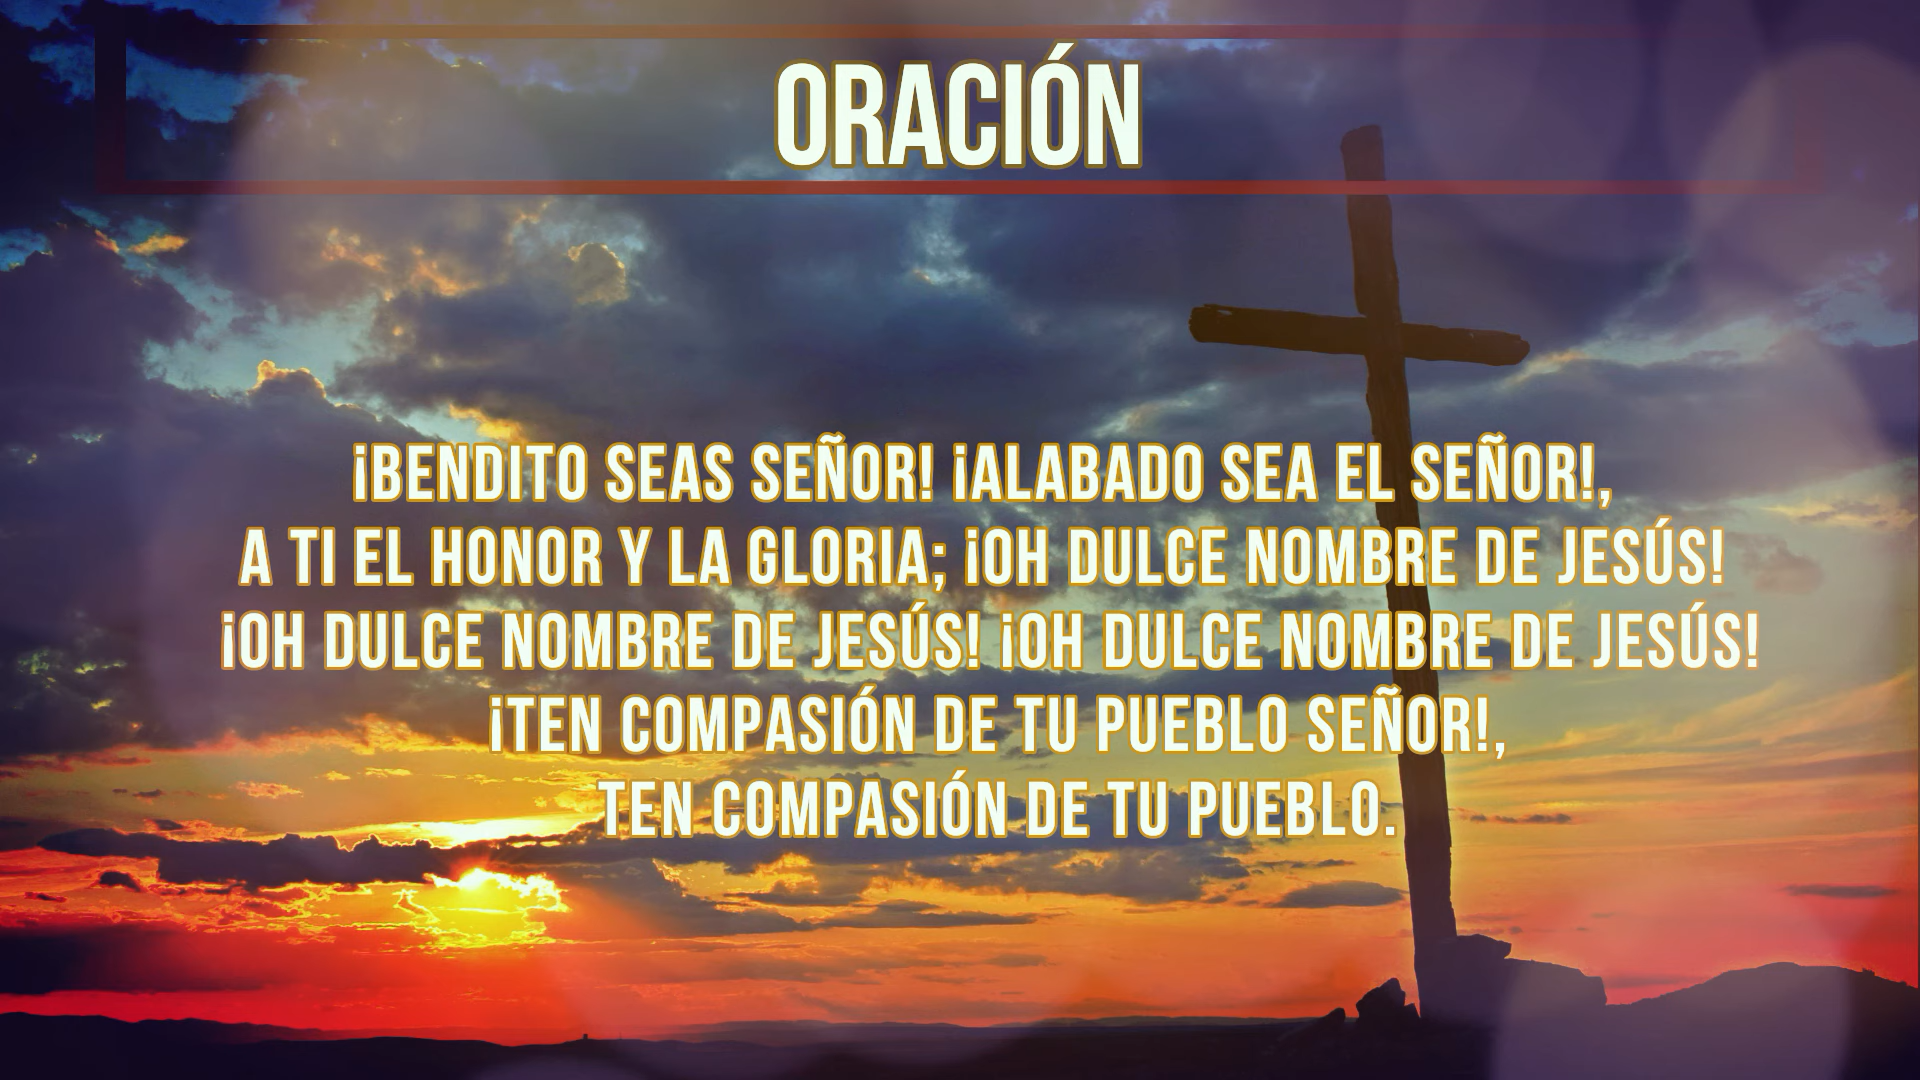 ORACIÓN
¡BENDITO SEAS SEÑOR! ¡ALABADO SEA EL SEÑOR!,
A TI EL HONOR Y LA GLORIA; ¡OH DULCE NOMBRE DE JESÚS!
¡OH DULCE NOMBRE DE JESÚS! ¡OH DULCE NOMBRE DE JESÚS!
¡TEN COMPASIÓN DE TU PUEBLO SEÑOR!,
TEN COMPASIÓN DE TU PUEBLO.